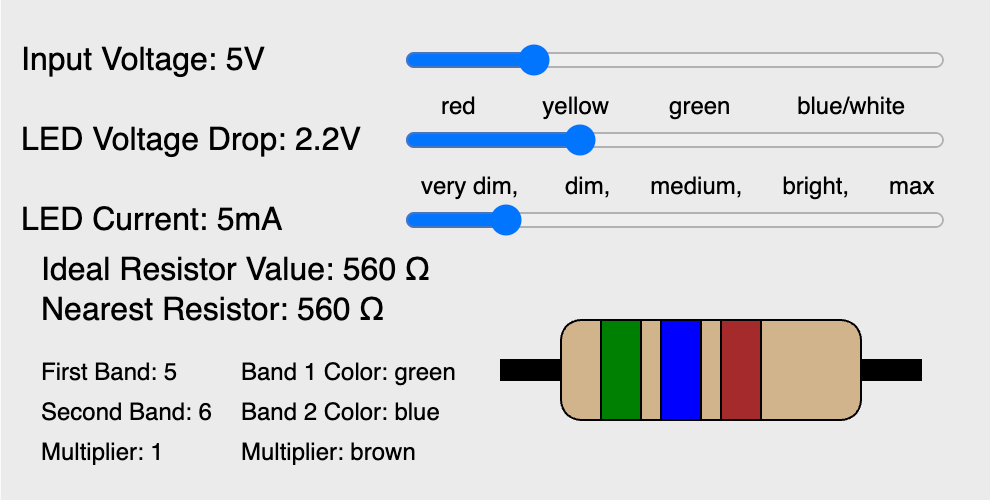 Input Voltage: 5V
red yellow green blue/white
LED Voltage Drop: 2.2V
very dim, dim, medium, bright, max
LED Current: 5mA
Ideal Resistor Value: 560 Ω
Nearest Resistor: 560 Ω
First Band: 5 Band 1 Color: green
Second Band: 6 Band 2 Color: blue
Multiplier: 1 Multiplier: brown